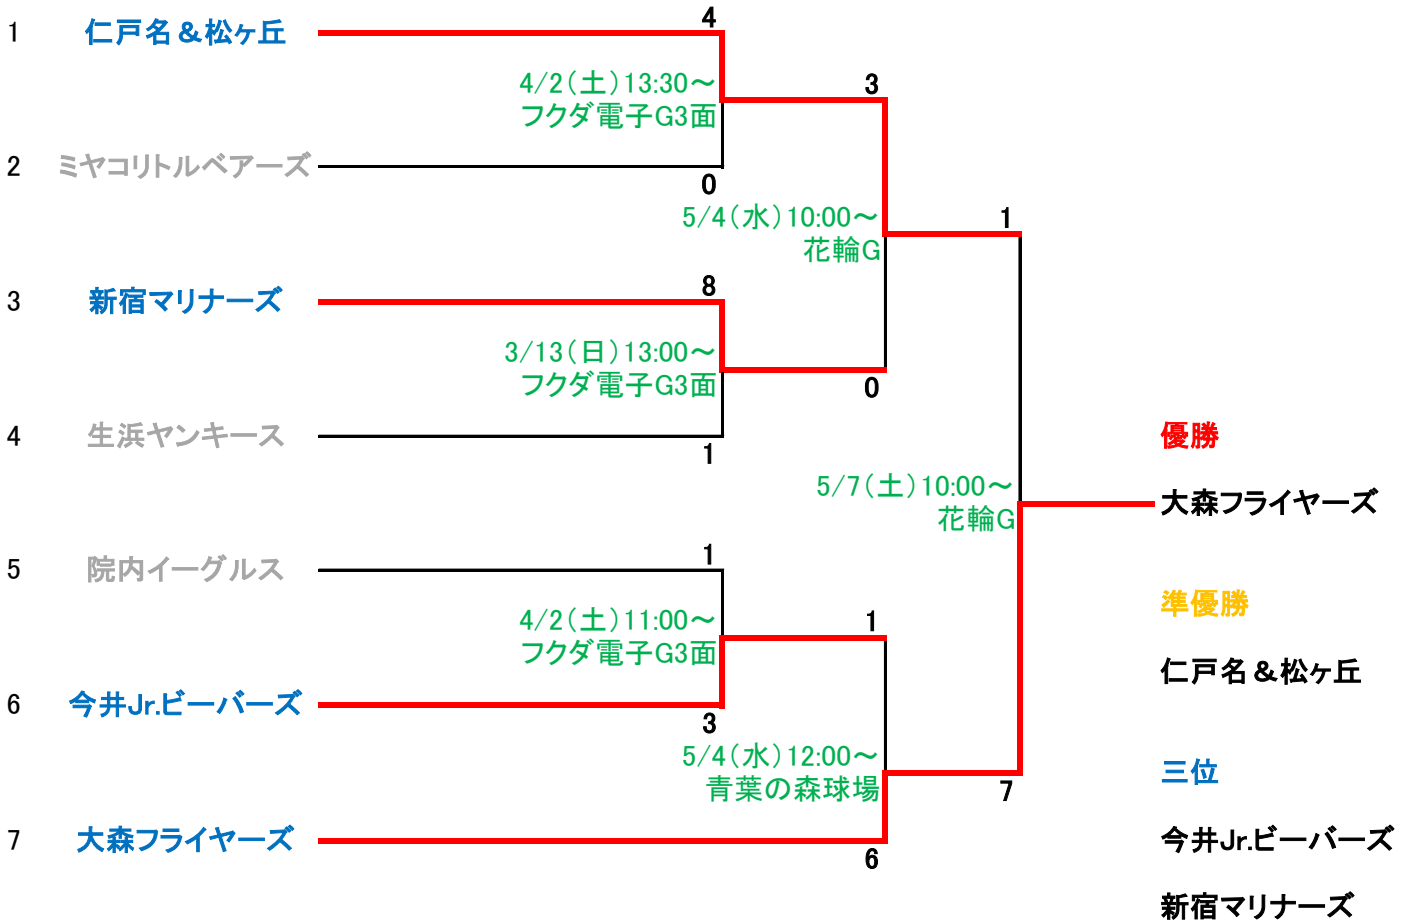 1 仁戸名＆松ヶ丘
4
4/2(土)13:30～
フクダ電子G3面
3
2 ミヤコリトルベアーズ
0
5/4(水)10:00～
花輪G
1
3 新宿マリナーズ
8
3/13(日)13:00～
フクダ電子G3面
0
4 生浜ヤンキース
1
優勝
5/7(土)10:00～
花輪G
大森フライヤーズ
5 院内イーグルス
1
準優勝
4/2(土)11:00～
フクダ電子G3面
1
仁戸名＆松ヶ丘
6 今井Jr.ビーバーズ
3
5/4(水)12:00～
青葉の森球場
三位
7
7 大森フライヤーズ
6
今井Jr.ビーバーズ
新宿マリナーズ